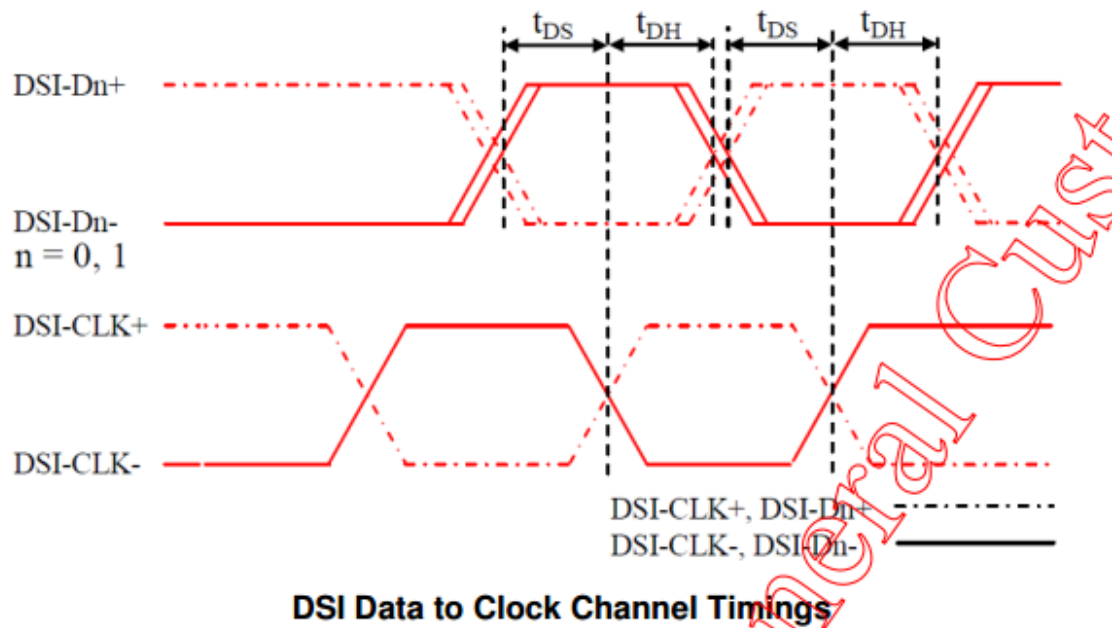 tDS tDH tDS tDH
DSI-Dn+
DSI-Dn-
n = 0, 1
DSI-CLK+
DSI-CLK-
DSI-CLK+, DSI-Dn+
DSI-CLK-, DSI-Dn-
DSI Data to Clock Channel Timings